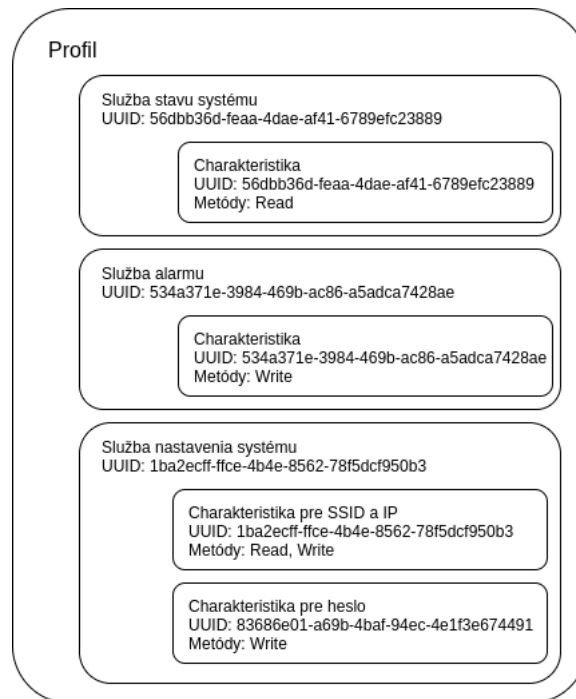 Profil
Služba stavu systému
UUID: 56dbb36d-feaa-4dae-af41-6789efc23889
Charakteristika
UUID: 56dbb36d-feaa-4dae-af41-6789efc23889
Metódy: Read
Služba alarmu
UUID: 534a371e-3984-469b-ac86-a5adca7428ae
Charakteristika
UUID: 534a371e-3984-469b-ac86-a5adca7428ae
Metódy: Write
Služba nastavenia systému
UUID: 1ba2ecff-ffce-4b4e-8562-78f5dcf950b3
Charakteristika pre SSID a IP
UUID: 1ba2ecff-ffce-4b4e-8562-78f5dcf950b3
Metódy: Read, Write
Charakteristika pre heslo
UUID: 83686e01-a69b-4baf-94ec-4e1f3e674491
Metódy: Write